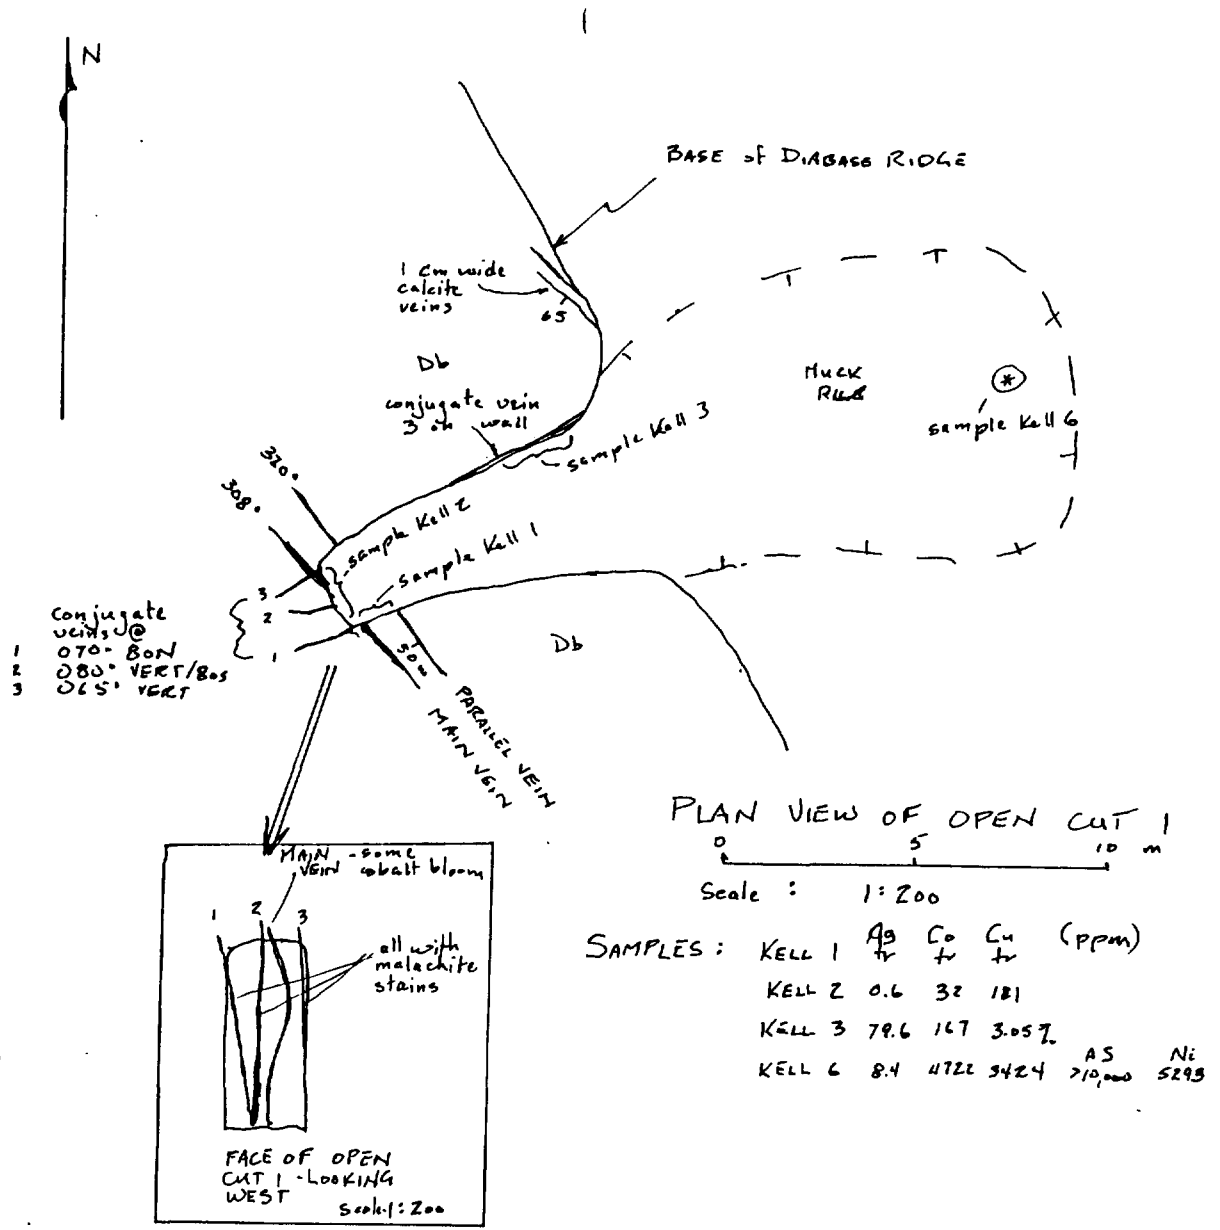 1
N
BASE of DIABASE RIDGE
1 cm wide
calcite
veins
65
Db
Muck
conjugate vein
3 on wall
sample Kell 3
sample Kell 6
320°
308°
sample Kell 2
sample Kell 1
3
2
1
Conjugate
veins @
1 070° 80N
2 080° VERT/80S
3 065° VERT
Db
PARALLEL VEIN
MAIN VEIN
PLAN VIEW OF OPEN CUT 1
0 5 10 m
Scale : 1:200
SAMPLES : Ag Co Cu (ppm)
KELL 1 tr tr tr
KELL 2 0.6 32 181
KELL 3 79.6 167 3.05%
AS Ni
KELL 6 8.4 4722 3424 >10,000 5293
MAIN - some
VEIN cobalt bloom
1 2 3
all with
malachite
stains
FACE OF OPEN
CUT 1 - LOOKING
WEST
Scale 1:200